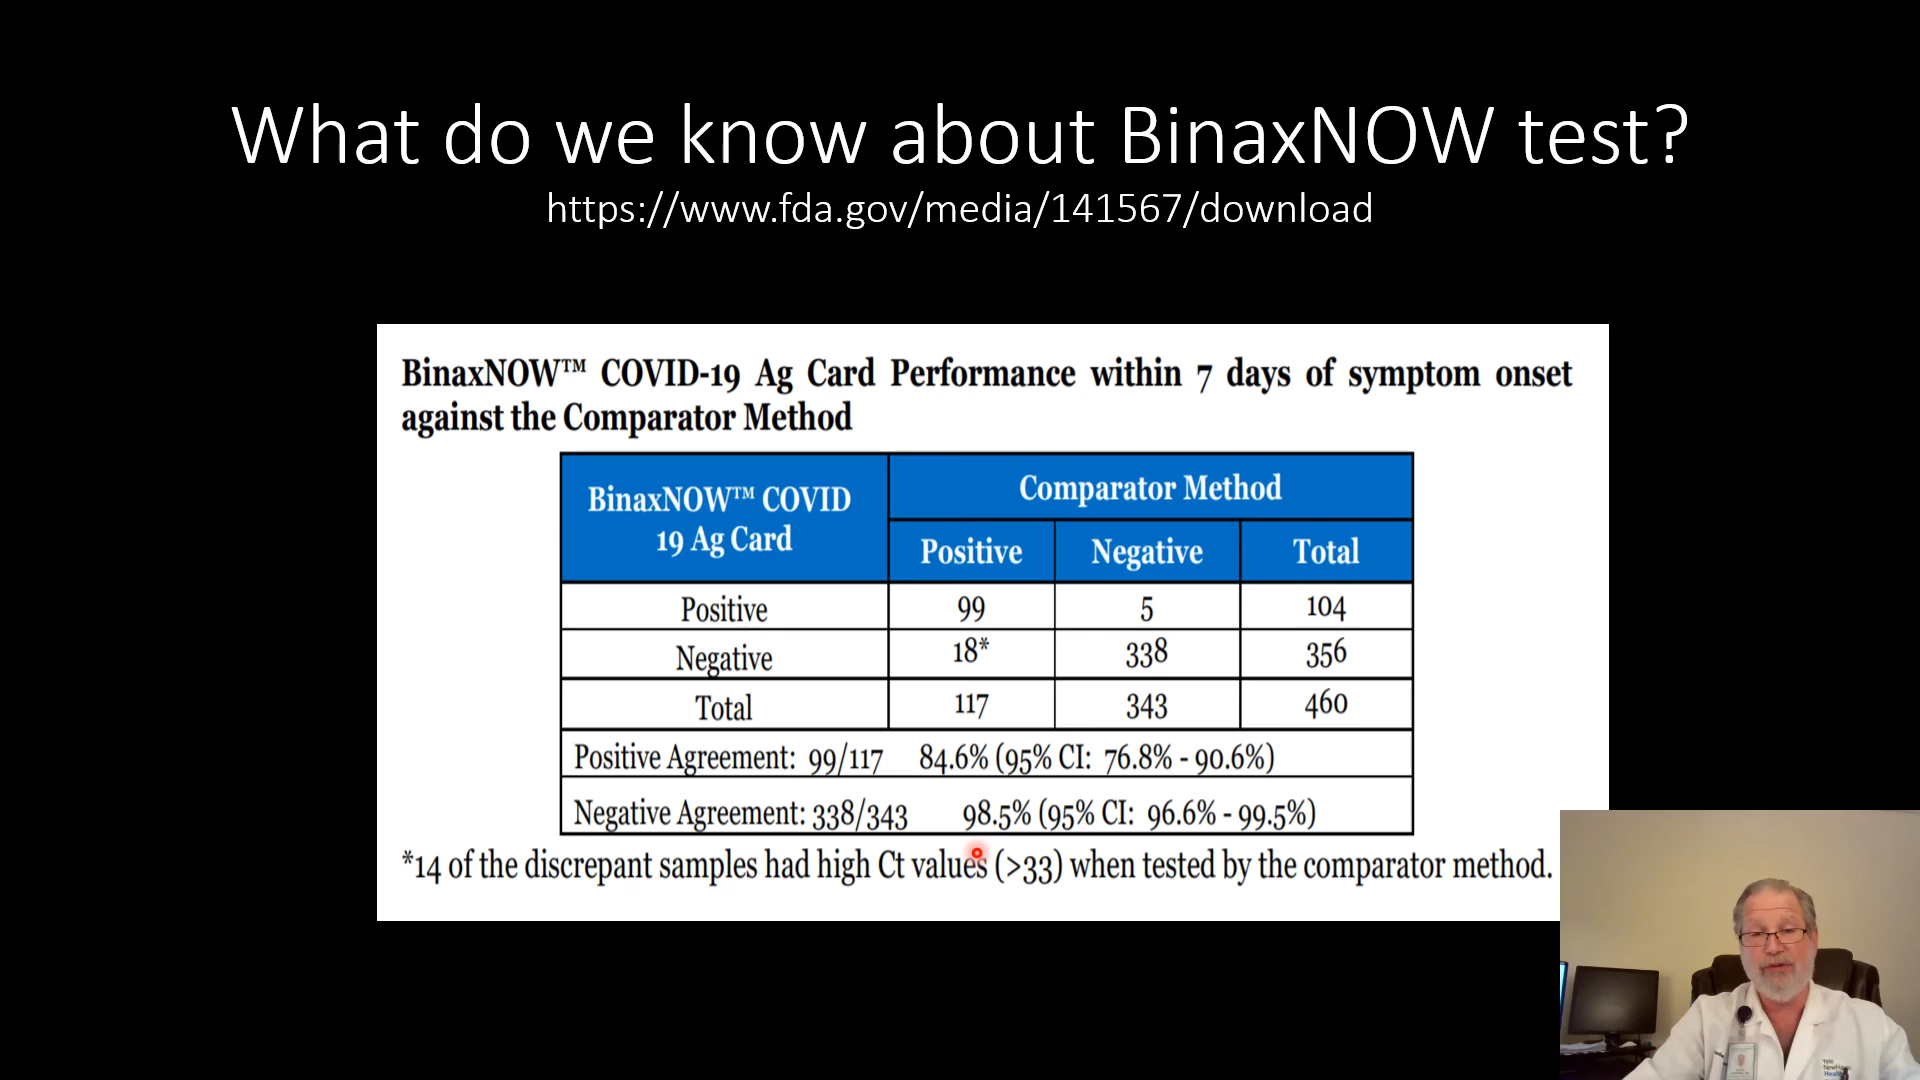 What do we know about BinaxNOW test?
https://www.fda.gov/media/141567/download
BinaxNOW™ COVID-19 Ag Card Performance within 7 days of symptom onset
against the Comparator Method
BinaxNOW™ COVID
19 Ag Card
Comparator Method
Positive Negative Total
Positive 99 5 104
Negative 18* 338 356
Total 117 343 460
Positive Agreement: 99/117 84.6% (95% CI: 76.8% - 90.6%)
Negative Agreement: 338/343 98.5% (95% CI: 96.6% - 99.5%)
*14 of the discrepant samples had high Ct values (>33) when tested by the comparator method.
Yale
NewHaven
Health